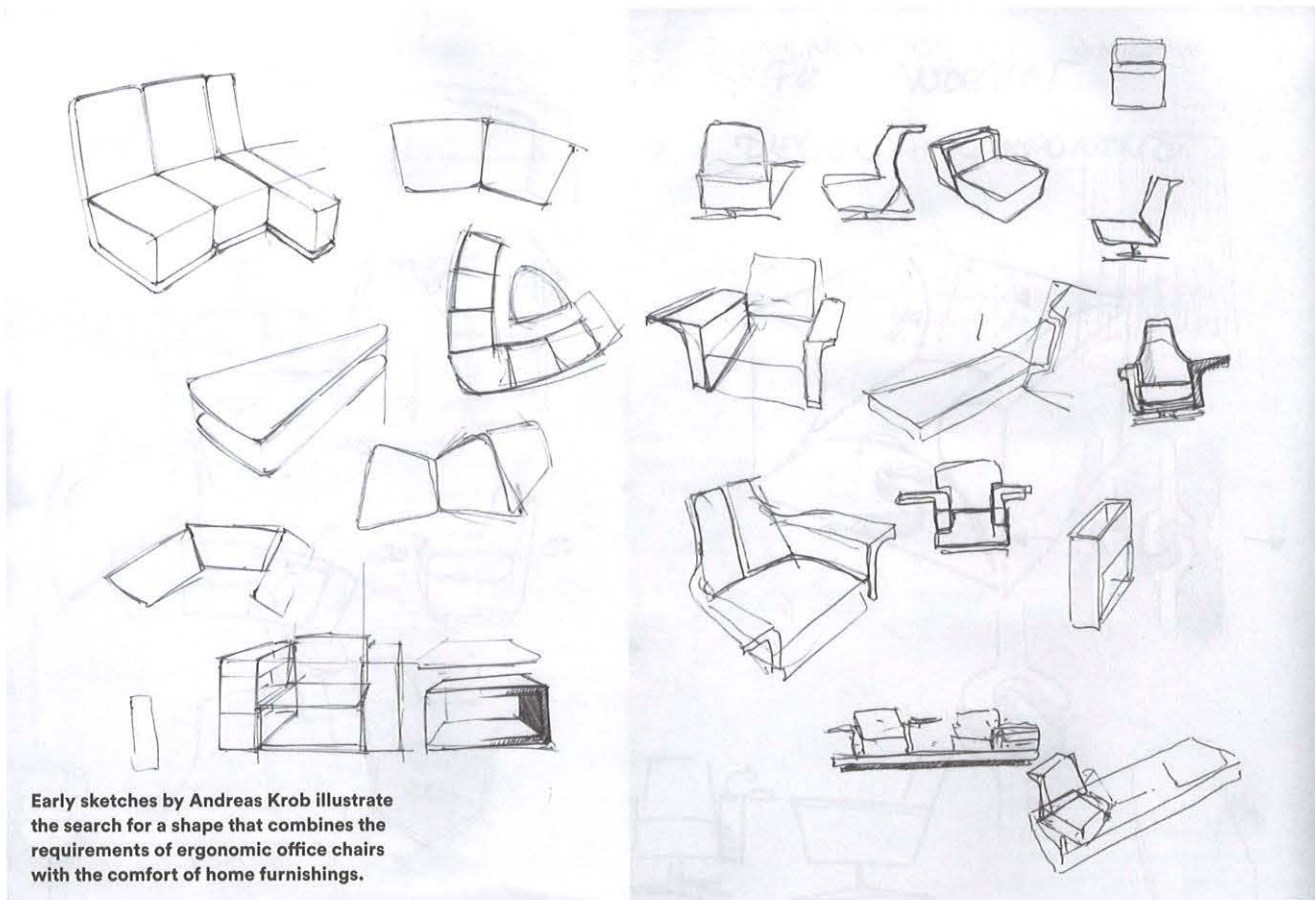 Early sketches by Andreas Krob illustrate
the search for a shape that combines the
requirements of ergonomic office chairs
with the comfort of home furnishings.